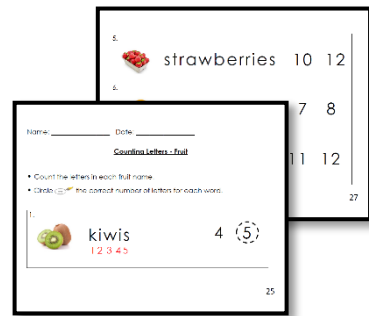 5.
strawberries 10 12
6.
7 8
11 12
27
Name: Date:
Counting Letters - Fruit
• Count the letters in each fruit name.
• Circle the correct number of letters for each word.
1.
kiwis 4 5
1 2 3 4 5
25